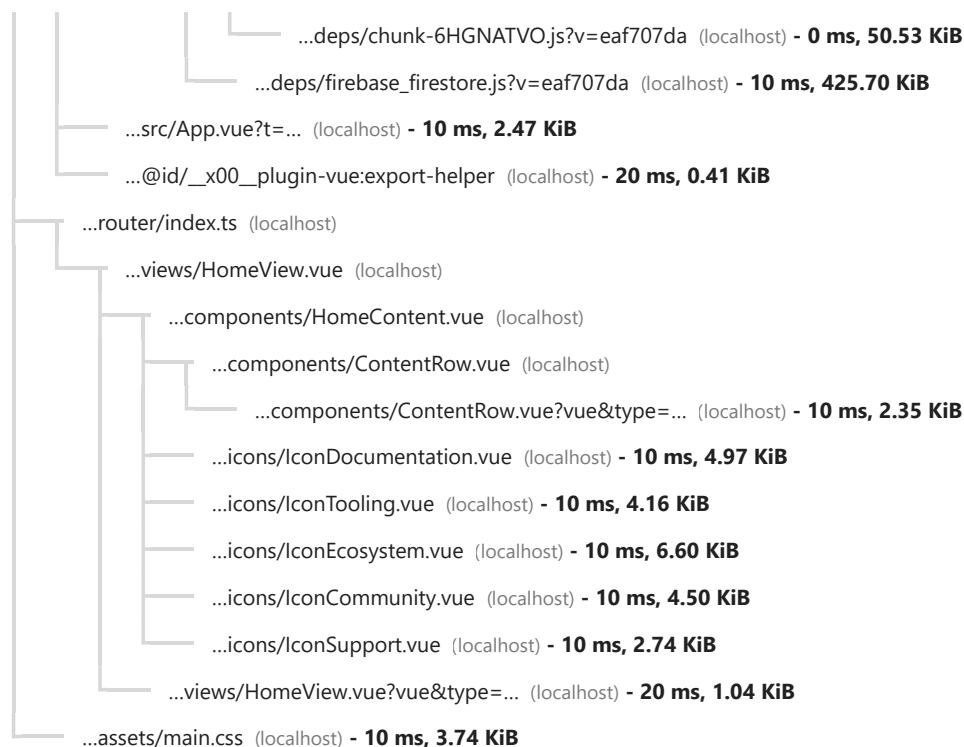 ...deps/chunk-6HGNATVO.js?v=eaf707da (localhost) - 0 ms, 50.53 KiB
...deps/firebase_firestore.js?v=eaf707da (localhost) - 10 ms, 425.70 KiB
...src/App.vue?t=... (localhost) - 10 ms, 2.47 KiB
...@id/__x00__plugin-vue:export-helper (localhost) - 20 ms, 0.41 KiB
...router/index.ts (localhost)
...views/HomeView.vue (localhost)
...components/HomeContent.vue (localhost)
...components/ContentRow.vue (localhost)
...components/ContentRow.vue?vue&type=... (localhost) - 10 ms, 2.35 KiB
...icons/IconDocumentation.vue (localhost) - 10 ms, 4.97 KiB
...icons/IconTooling.vue (localhost) - 10 ms, 4.16 KiB
...icons/IconEcosystem.vue (localhost) - 10 ms, 6.60 KiB
...icons/IconCommunity.vue (localhost) - 10 ms, 4.50 KiB
...icons/IconSupport.vue (localhost) - 10 ms, 2.74 KiB
...views/HomeView.vue?vue&type=... (localhost) - 20 ms, 1.04 KiB
...assets/main.css (localhost) - 10 ms, 3.74 KiB